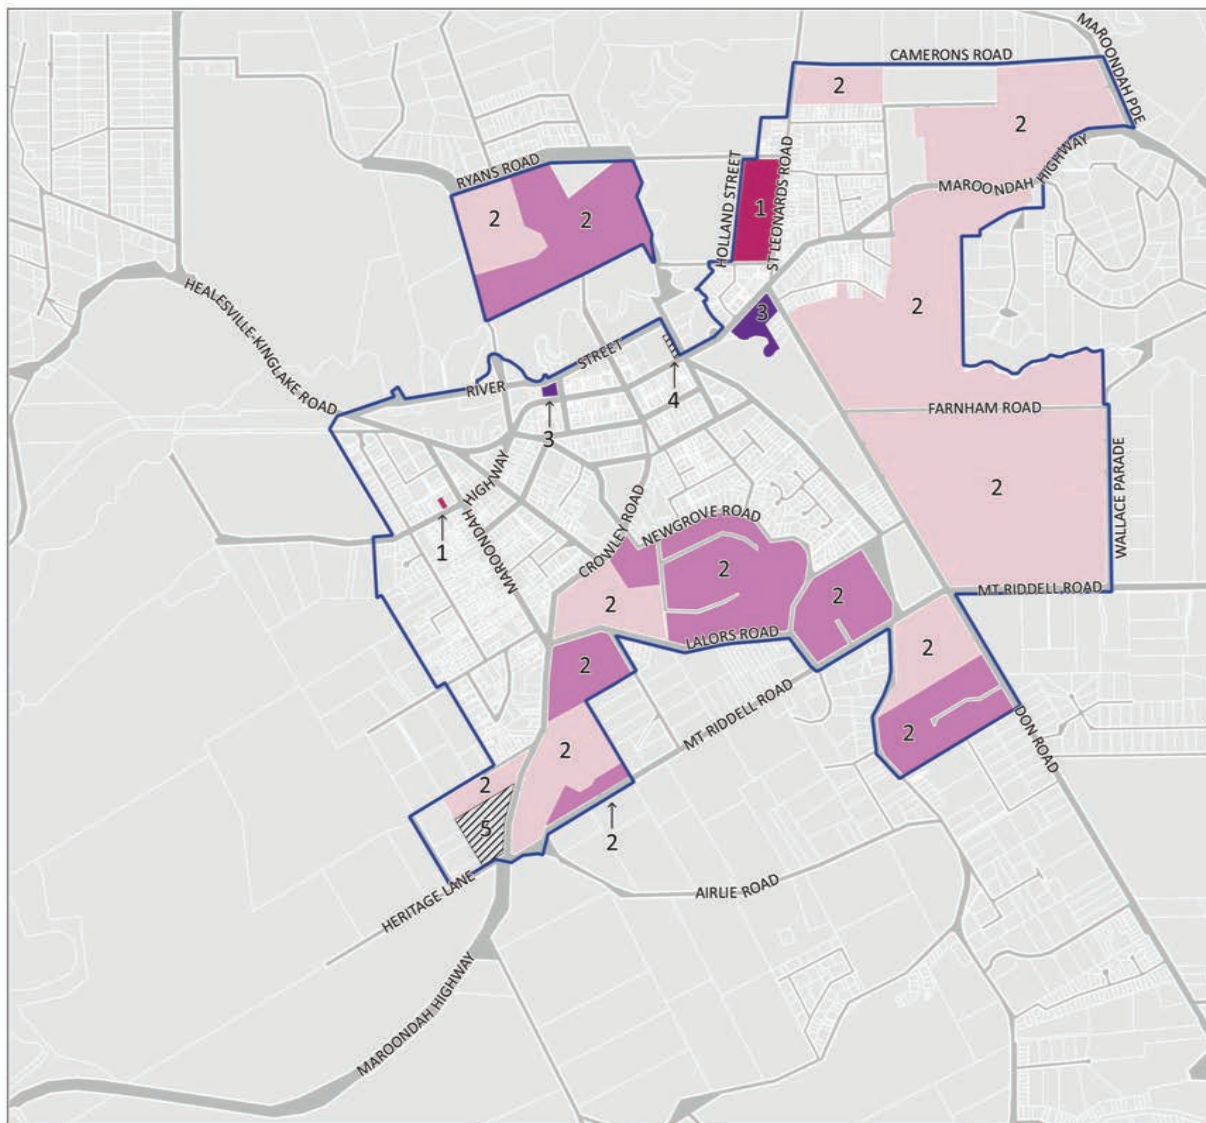 MAROONDAH PDE
CAMERONS ROAD
2
2
RYANS ROAD
HOLLAND STREET
ST LEONARDS ROAD
MAROONDAH HIGHWAY
1
2
2
HEALESVILLE-KINGLAKE ROAD
3
2
RIVER STREET
4
3
FARNHAM ROAD
MAROONDAH HIGHWAY
1
CROWLEY ROAD
NEWGROVE ROAD
2
WALLACE PARADE
2
2
2
MT RIDDELL ROAD
LALORS ROAD
2
2
MT RIDDELL ROAD
2
DON ROAD
2
2
5
2
HERITAGE LANE
AIRLIE ROAD
MAROONDAH HIGHWAY